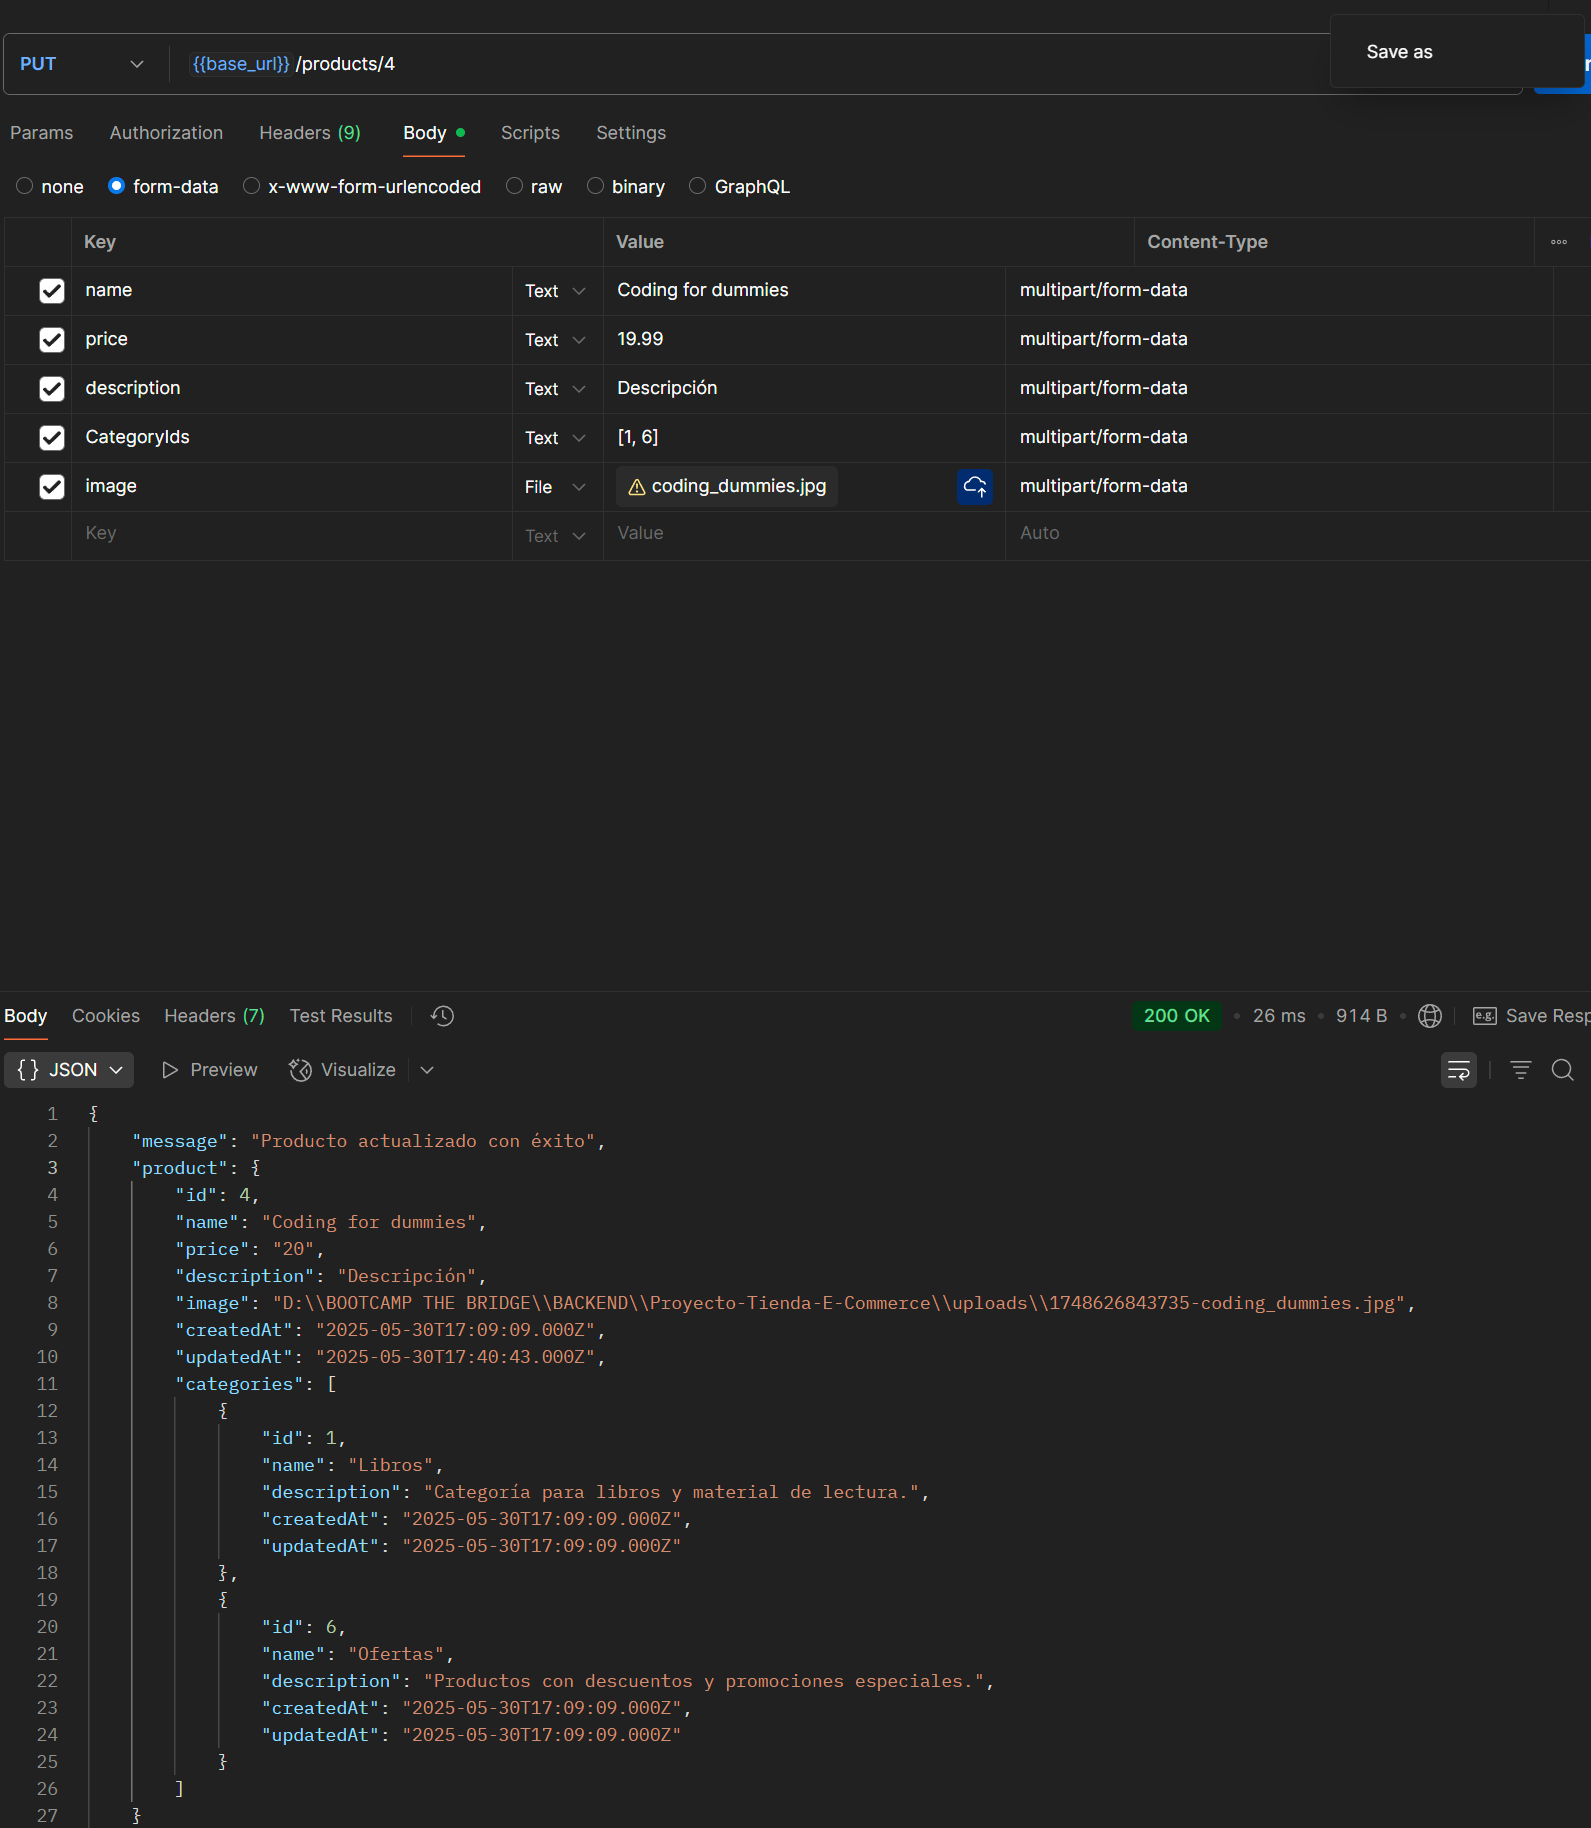 Save as
PUT {{base_url}} /products/4
Params Authorization Headers (9) Body Scripts Settings
none form-data x-www-form-urlencoded raw binary GraphQL
Key Value Content-Type
name Text Coding for dummies multipart/form-data
price Text 19.99 multipart/form-data
description Text Descripción multipart/form-data
CategoryIds Text [1, 6] multipart/form-data
image File coding_dummies.jpg multipart/form-data
Key Text Value Auto
Body Cookies Headers (7) Test Results 200 OK • 26 ms • 914 B • e.g. Save Resp
{} JSON Preview Visualize
1 {
2 "message": "Producto actualizado con éxito",
3 "product": {
4 "id": 4,
5 "name": "Coding for dummies",
6 "price": "20",
7 "description": "Descripción",
8 "image": "D:\\BOOTCAMP THE BRIDGE\\BACKEND\\Proyecto-Tienda-E-Commerce\\uploads\\1748626843735-coding_dummies.jpg",
9 "createdAt": "2025-05-30T17:09:09.000Z",
10 "updatedAt": "2025-05-30T17:40:43.000Z",
11 "categories": [
12 {
13 "id": 1,
14 "name": "Libros",
15 "description": "Categoría para libros y material de lectura.",
16 "createdAt": "2025-05-30T17:09:09.000Z",
17 "updatedAt": "2025-05-30T17:09:09.000Z"
18 },
19 {
20 "id": 6,
21 "name": "Ofertas",
22 "description": "Productos con descuentos y promociones especiales.",
23 "createdAt": "2025-05-30T17:09:09.000Z",
24 "updatedAt": "2025-05-30T17:09:09.000Z"
25 }
26 ]
27 }